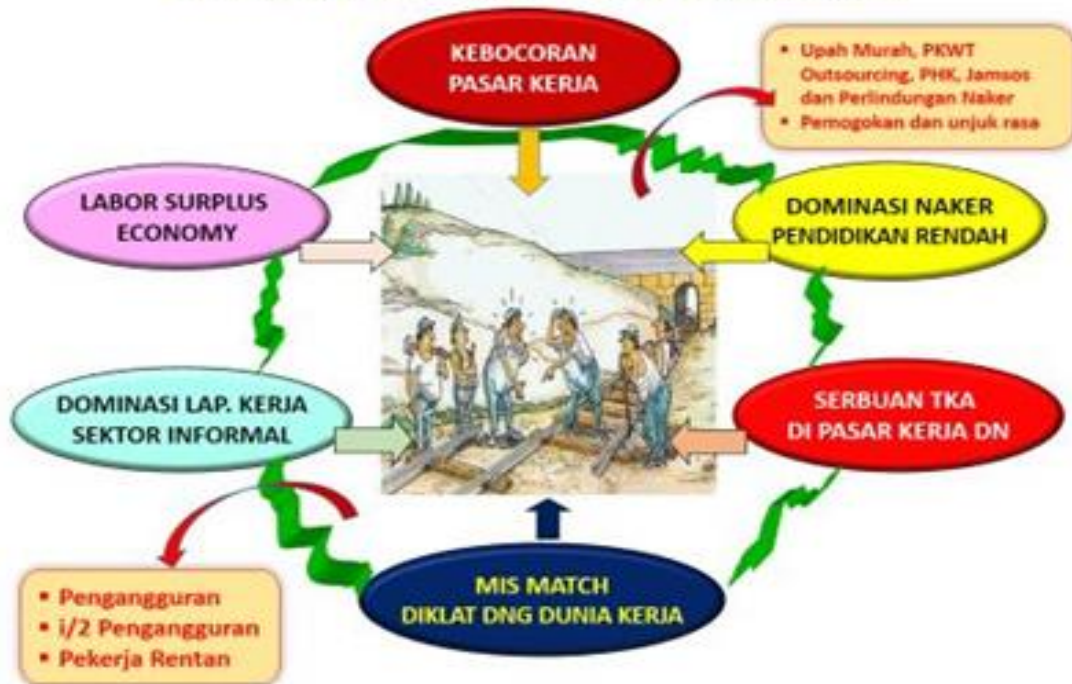 KEBOCORAN
PASAR KERJA
▪ Upah Murah, PKWT
Outsourcing, PHK, Jamsos
dan Perlindungan Naker
▪ Pemogokan dan unjuk rasa
LABOR SURPLUS
ECONOMY
DOMINASI NAKER
PENDIDIKAN RENDAH
DOMINASI LAP. KERJA
SEKTOR INFORMAL
SERBUAN TKA
DI PASAR KERJA DN
MIS MATCH
DIKLAT DNG DUNIA KERJA
▪ Pengangguran
▪ i/2 Pengangguran
▪ Pekerja Rentan